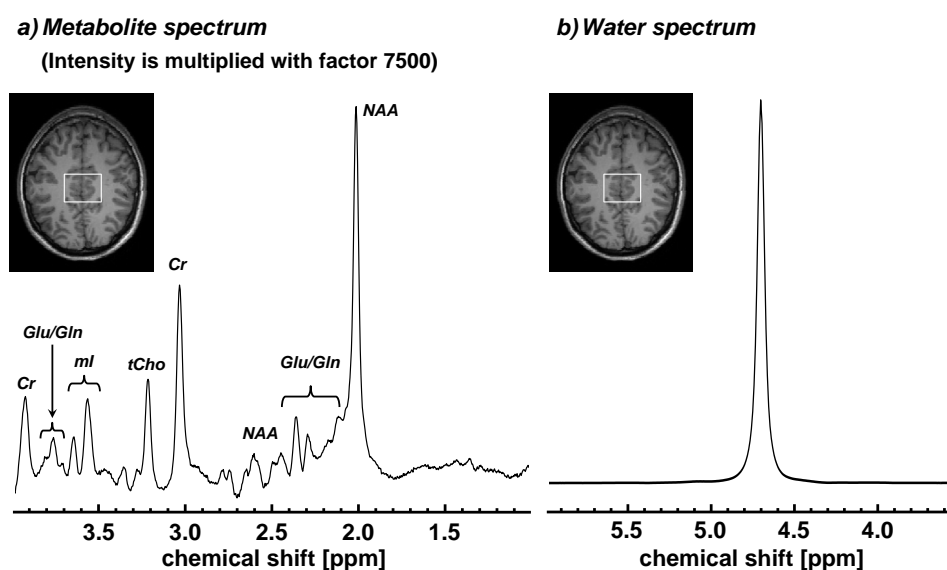 a) Metabolite spectrum
(Intensity is multiplied with factor 7500)
NAA
Cr
Glu/Gln
mI
Cr
tCho
Glu/Gln
NAA
3.5 3.0 2.5 2.0 1.5
chemical shift [ppm]
b) Water spectrum
5.5 5.0 4.5 4.0
chemical shift [ppm]